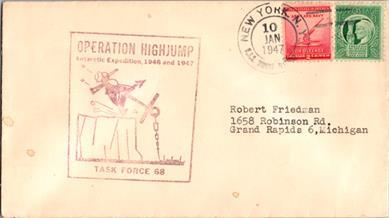 OPERATION HIGHJUMP
Antarctic Expedition, 1946 and 1947
TASK FORCE 68
NEW YORK, N.Y.
10
JAN
1947
Robert Friedman
1658 Robinson Rd.
Grand Rapids 6, Michigan